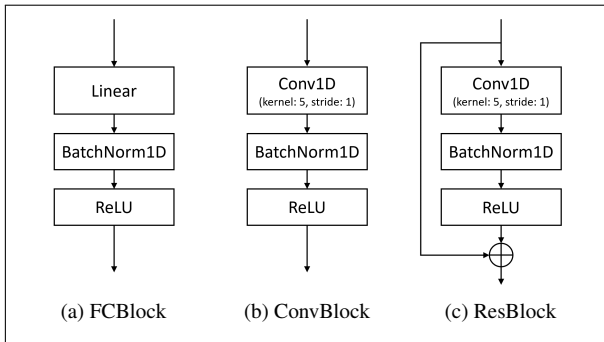 Linear
BatchNorm1D
ReLU
(a) FCBlock
Conv1D
(kernel: 5, stride: 1)
BatchNorm1D
ReLU
(b) ConvBlock
Conv1D
(kernel: 5, stride: 1)
BatchNorm1D
ReLU
(c) ResBlock